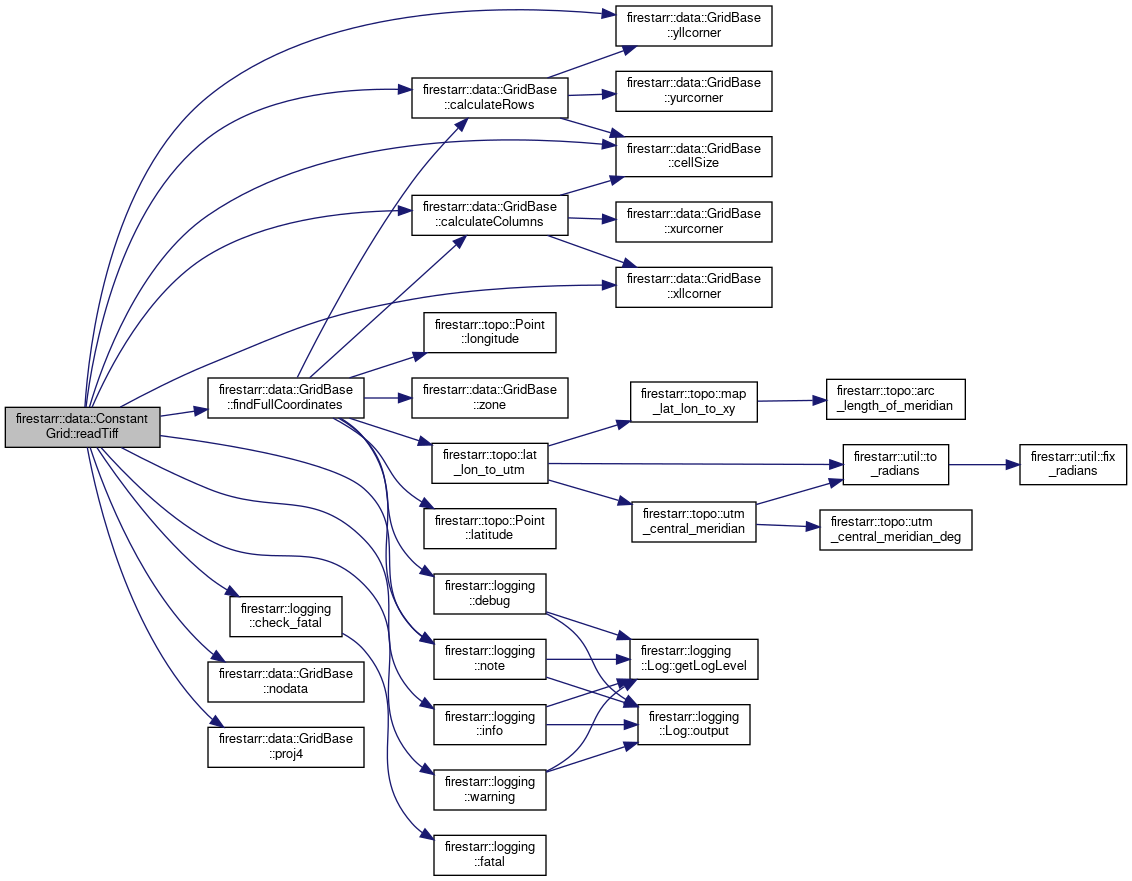 firestarr::data::GridBase
::yllcorner
firestarr::data::GridBase
::calculateRows
firestarr::data::GridBase
::yurcorner
firestarr::data::GridBase
::cellSize
firestarr::data::GridBase
::calculateColumns
firestarr::data::GridBase
::xurcorner
firestarr::data::GridBase
::xllcorner
firestarr::topo::Point
::longitude
firestarr::data::GridBase
::findFullCoordinates
firestarr::data::GridBase
::zone
firestarr::topo::map
_lat_lon_to_xy
firestarr::topo::arc
_length_of_meridian
firestarr::data::Constant
Grid::readTiff
firestarr::topo::lat
_lon_to_utm
firestarr::util::to
_radians
firestarr::util::fix
_radians
firestarr::topo::Point
::latitude
firestarr::topo::utm
_central_meridian
firestarr::topo::utm
_central_meridian_deg
firestarr::logging
::debug
firestarr::logging
::check_fatal
firestarr::logging
::note
firestarr::logging
::Log::getLogLevel
firestarr::data::GridBase
::nodata
firestarr::logging
::info
firestarr::logging
::Log::output
firestarr::data::GridBase
::proj4
firestarr::logging
::warning
firestarr::logging
::fatal